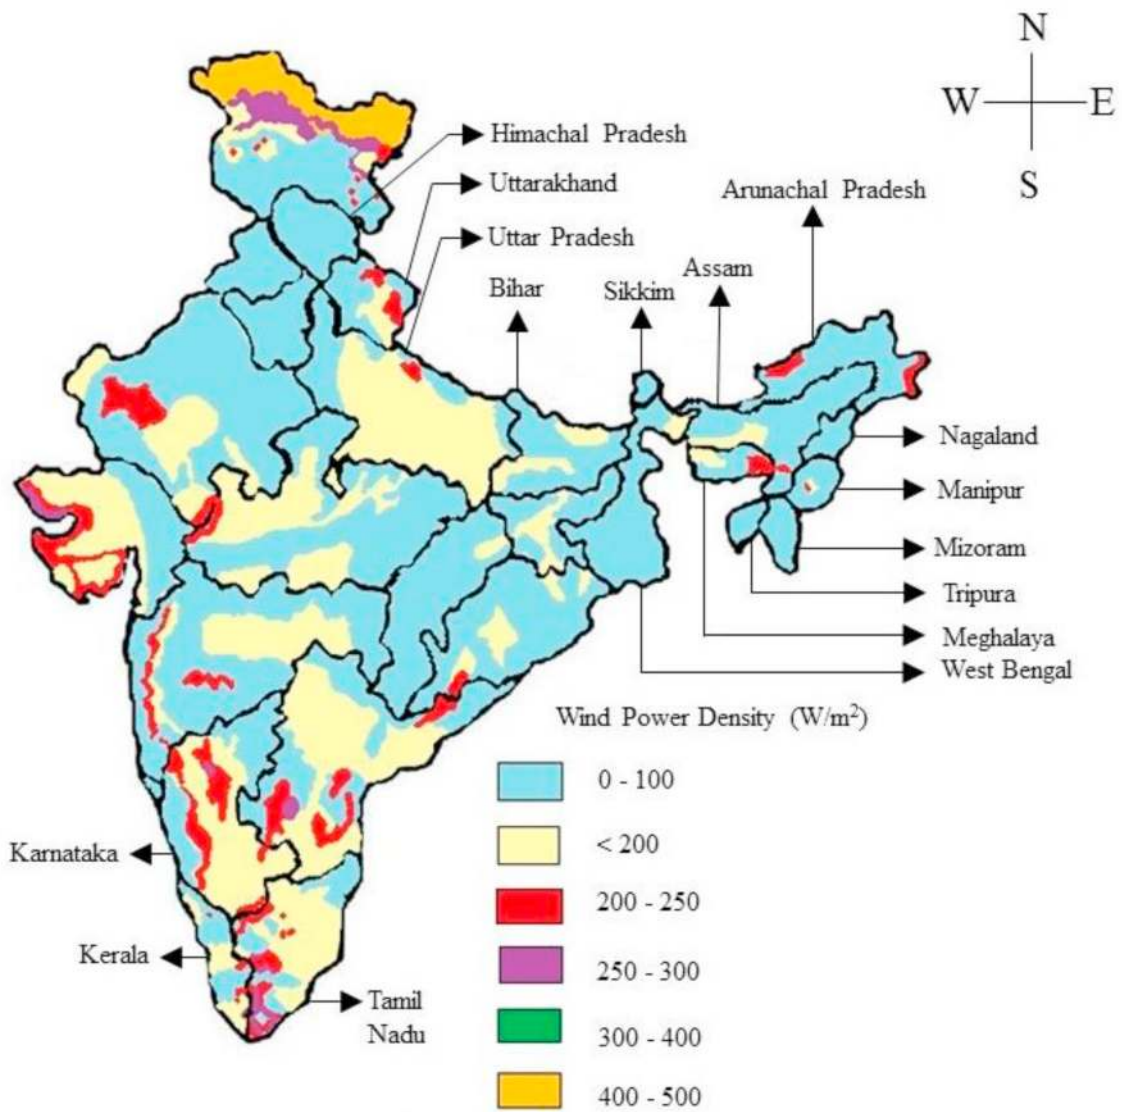 N
W E
S
Himachal Pradesh
Uttarakhand
Uttar Pradesh
Bihar
Sikkim
Assam
Arunachal Pradesh
Nagaland
Manipur
Mizoram
Tripura
Meghalaya
West Bengal
Karnataka
Kerala
Tamil
Nadu
Wind Power Density (W/m²)
0 - 100
< 200
200 - 250
250 - 300
300 - 400
400 - 500